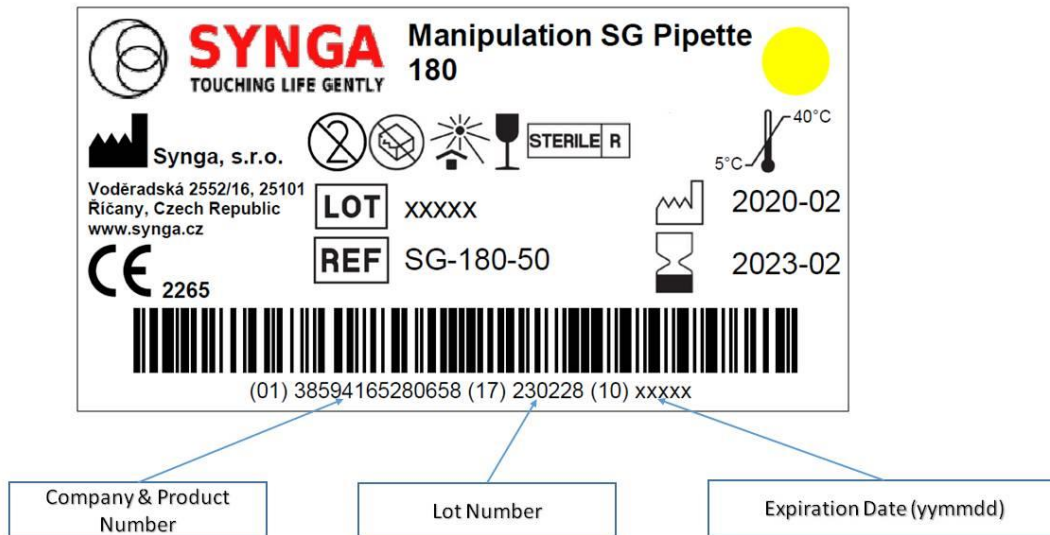 SYNGA
TOUCHING LIFE GENTLY
Manipulation SG Pipette
180
Synga, s.r.o.
Voděradská 2552/16, 25101
Říčany, Czech Republic
www.synga.cz
CE 2265
2
STERILE R
40°C
5°C
LOT xxxxx
REF SG-180-50
2020-02
2023-02
(01) 38594165280658 (17) 230228 (10) xxxxx
Company & Product
Number
Lot Number
Expiration Date (yymmdd)